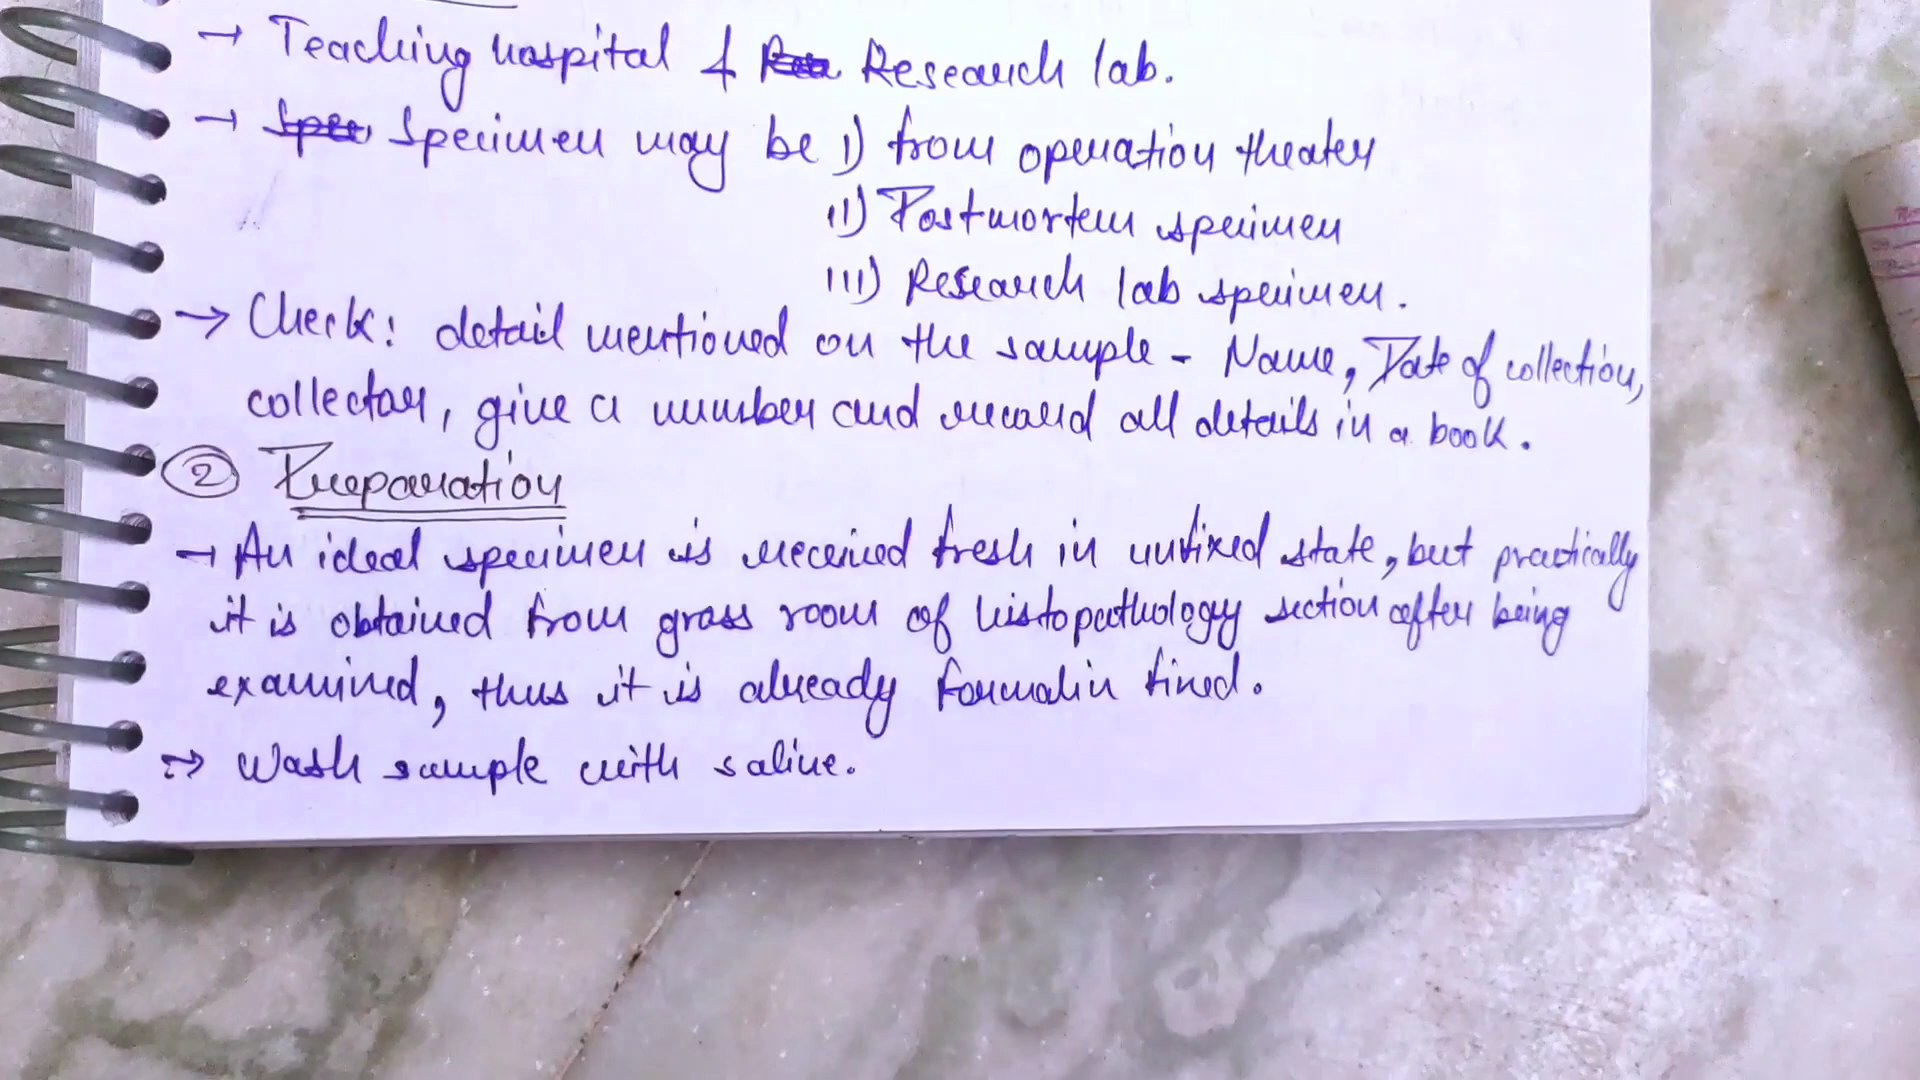 → Teaching hospital & Research lab.
→ specimen may be i) from operation theater
ii) Postmortem specimen
iii) Research lab specimen.
→ Check: detail mentioned on the sample - Name, Date of collection,
collector, give a number and record all details in a book.
② Preparation
→ An ideal specimen is received fresh in unfixed state, but practically
it is obtained from grass room of histopathology section after being
examined, thus it is already formalin fixed.
→ Wash sample with saline.